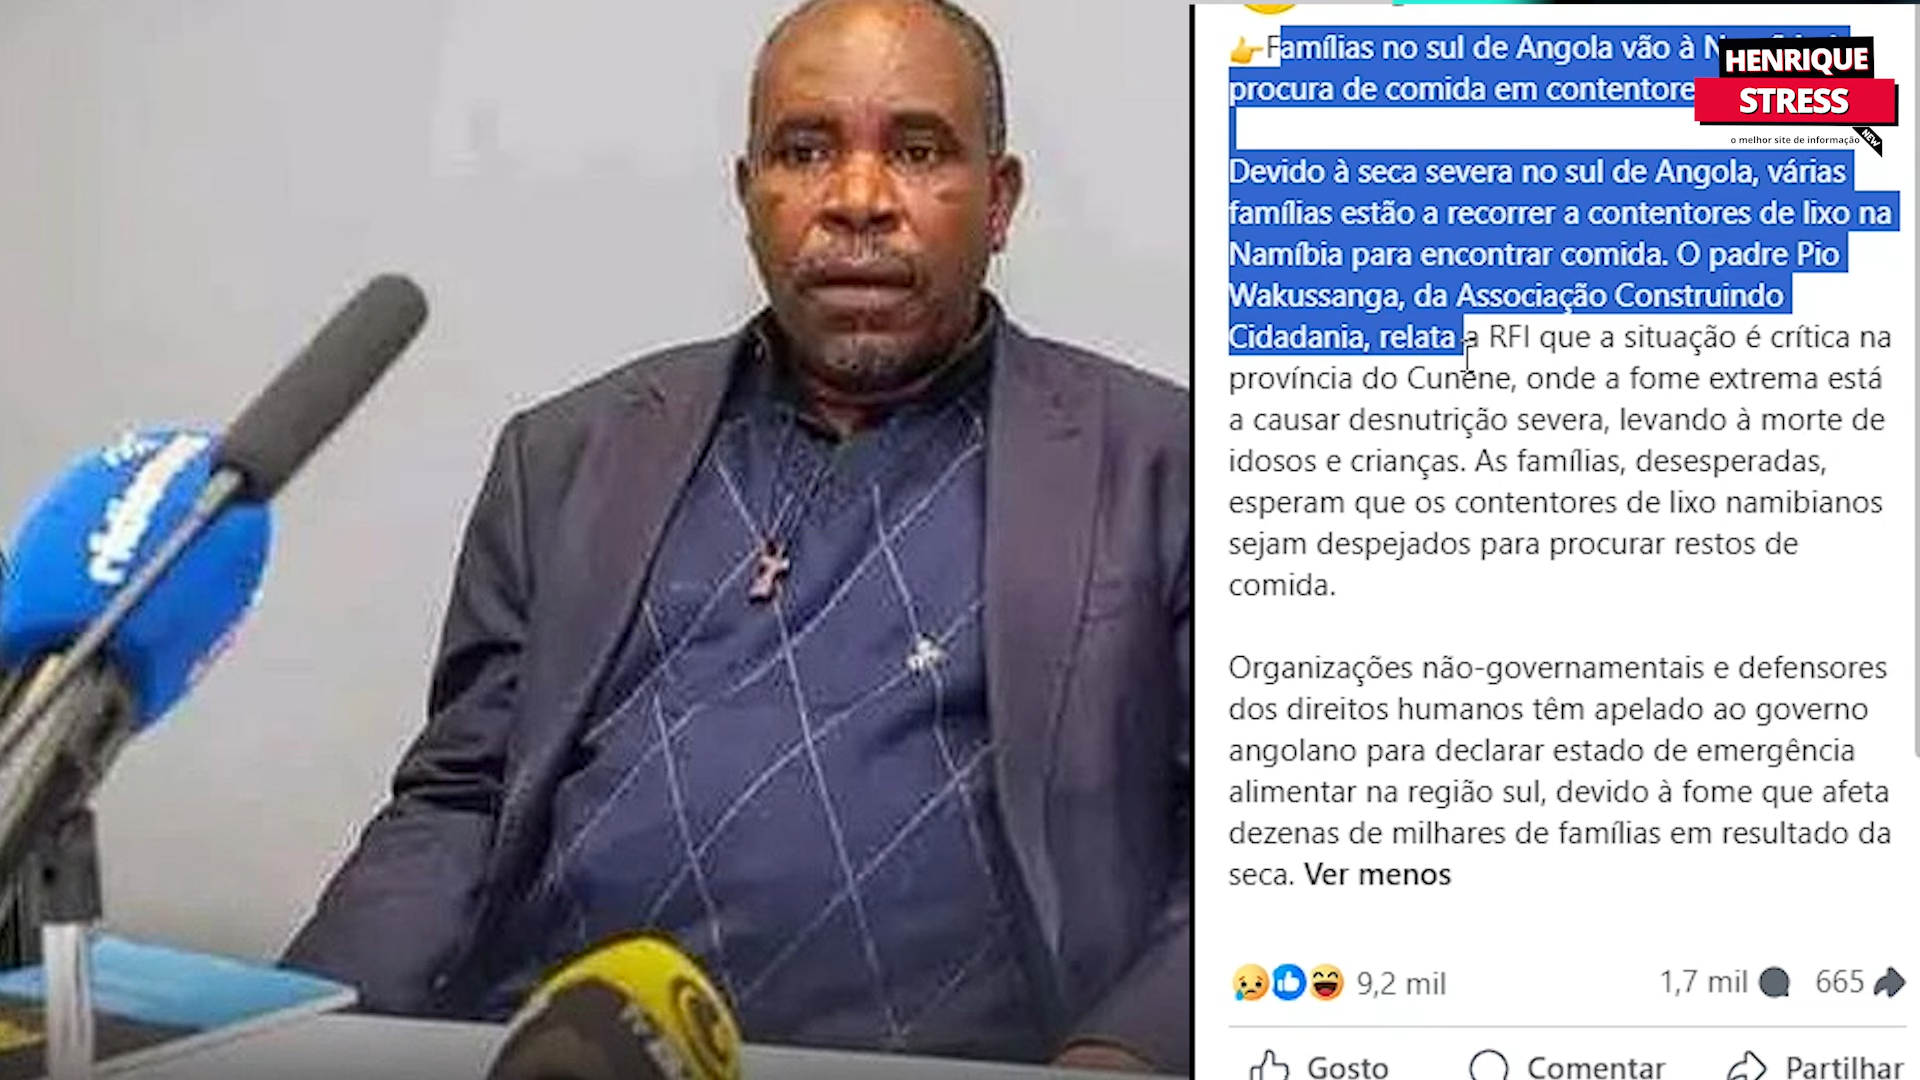 Famílias no sul de Angola vão à
procura de comida em
HENRIQUE
STRESS
o melhor site de informação
NEW
Devido à seca severa no sul de Angola, várias
famílias estão a recorrer a contentores de lixo na
Namíbia para encontrar comida. O padre Pio
Wakussanga, da Associação Construindo
Cidadania, relata a RFI que a situação é crítica na
província do Cunene, onde a fome extrema está
a causar desnutrição severa, levando à morte de
idosos e crianças. As famílias, desesperadas,
esperam que os contentores de lixo namibianos
sejam despejados para procurar restos de
comida.
Organizações não-governamentais e defensores
dos direitos humanos têm apelado ao governo
angolano para declarar estado de emergência
alimentar na região sul, devido à fome que afeta
dezenas de milhares de famílias em resultado da
seca. Ver menos
9,2 mil 1,7 mil 665
Gosto Comentar Partilhar